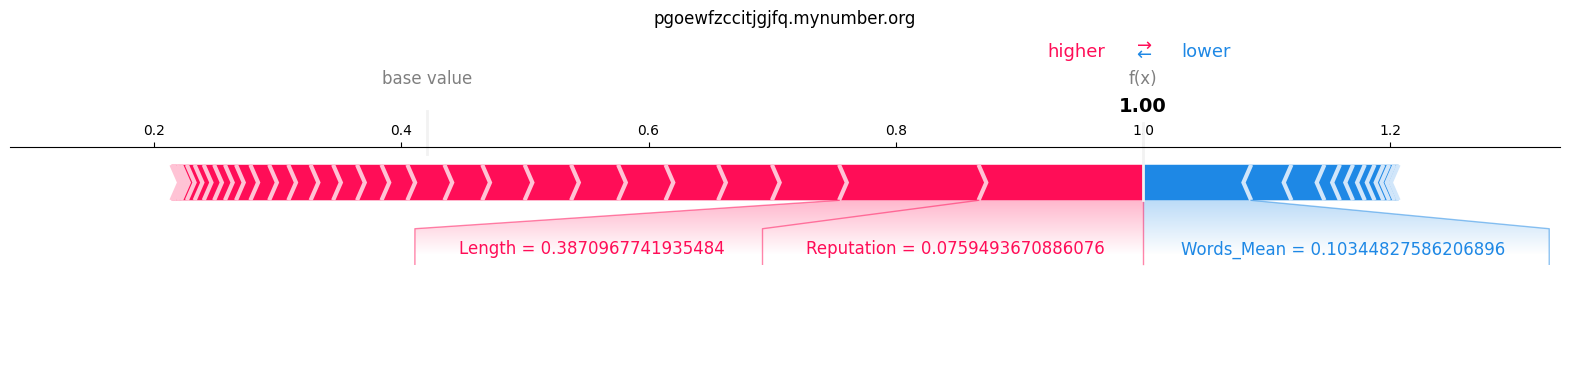 pgoewfzccitjgjfq.mynumber.org
higher ⇄ lower
base value f(x)
1.00
0.2 0.4 0.6 0.8 1.0 1.2
Length = 0.3870967741935484 Reputation = 0.0759493670886076 Words_Mean = 0.10344827586206896